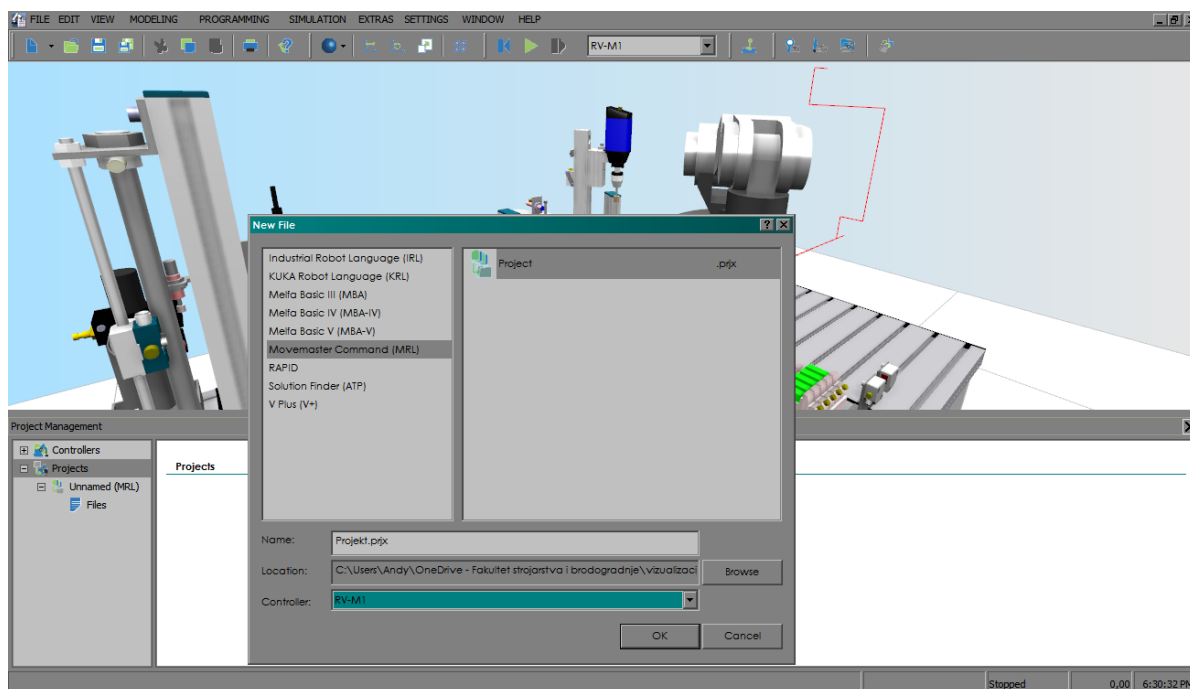 FILE EDIT VIEW MODELING PROGRAMMING SIMULATION EXTRAS SETTINGS WINDOW HELP
RV-M1
New File
Industrial Robot Language (IRL)
KUKA Robot Language (KRL)
Melfa Basic III (MBA)
Melfa Basic IV (MBA-IV)
Melfa Basic V (MBA-V)
Movemaster Command (MRL)
RAPID
Solution Finder (ATP)
V Plus (V+)
Project .prjx
Project Management
Controllers
Projects
Unnamed (MRL)
Files
Projects
Name: Projekt.prjx
Location: C:\Users\Andy\OneDrive - Fakultet strojarstva i brodogradnje\vizualizaci Browse
Controller: RV-M1
OK Cancel
Stopped 0,00 6:30:32 PM